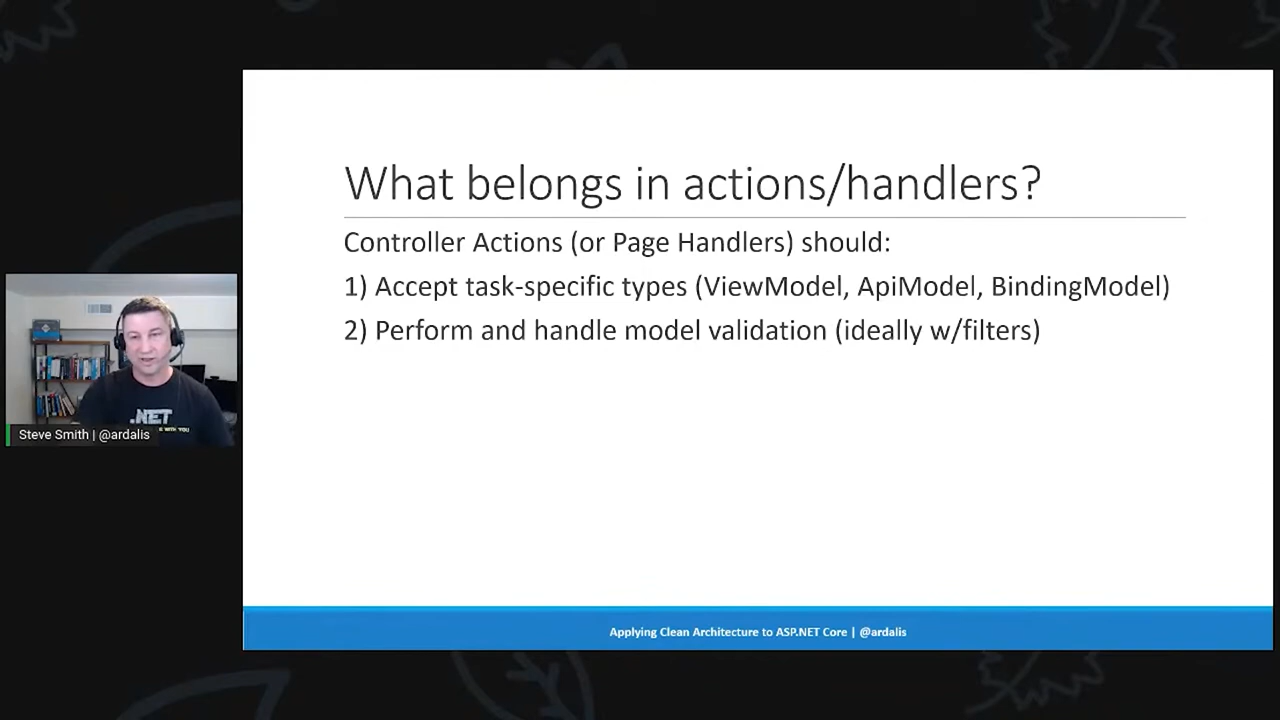 What belongs in actions/handlers?
Controller Actions (or Page Handlers) should:
1) Accept task-specific types (ViewModel, ApiModel, BindingModel)
2) Perform and handle model validation (ideally w/filters)
.NET
WITH YOU
Steve Smith | @ardalis
Applying Clean Architecture to ASP.NET Core | @ardalis